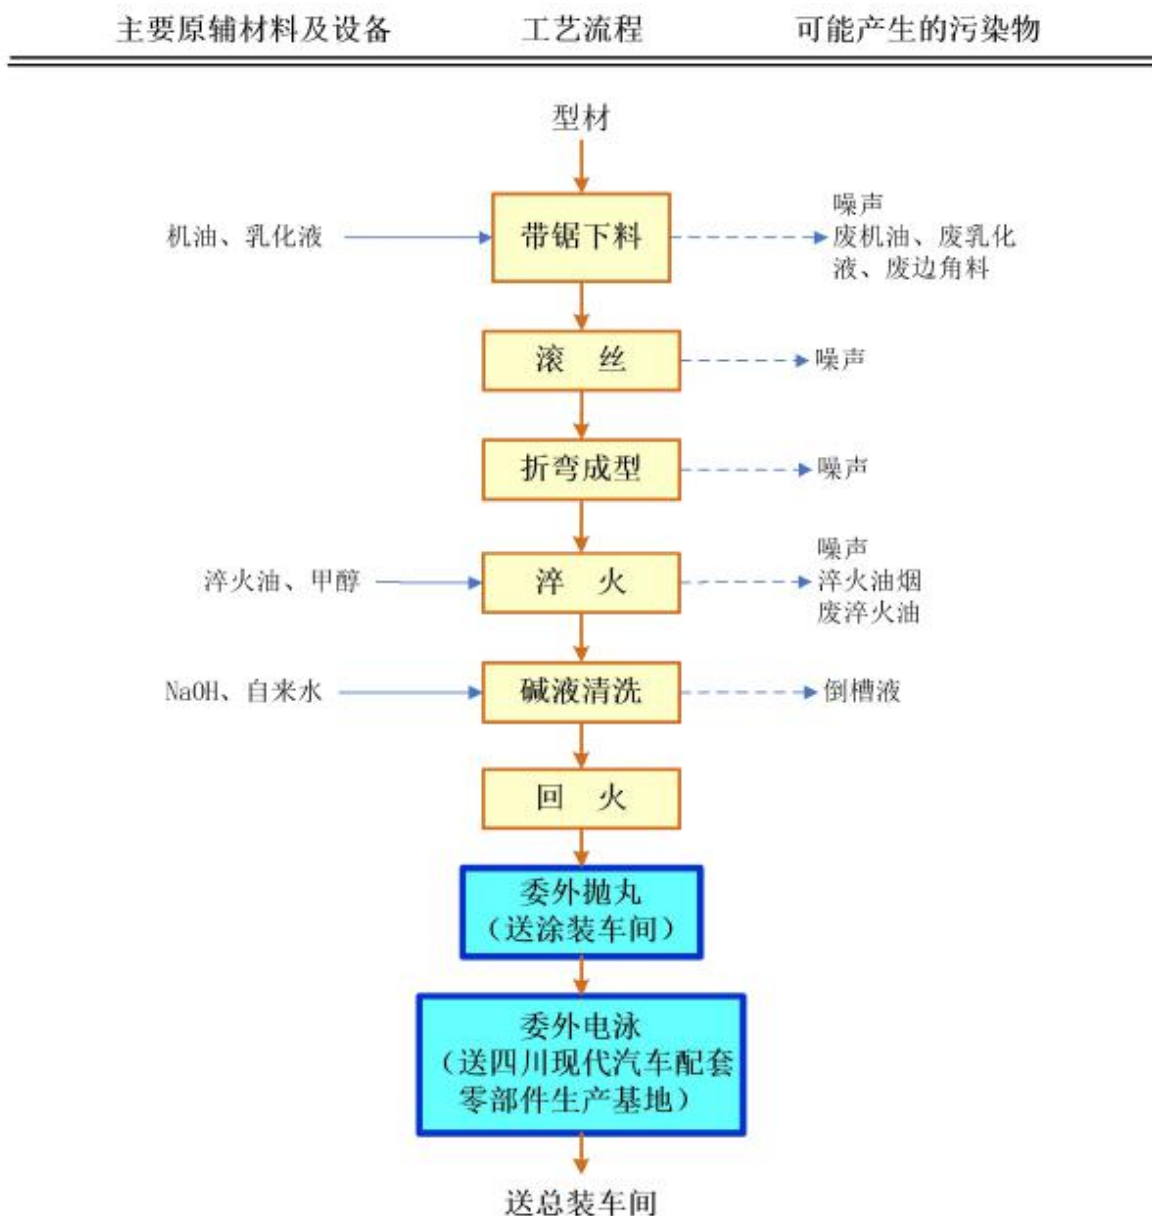 主要原辅材料及设备 工艺流程 可能产生的污染物
型材
机油、乳化液 带锯下料 噪声
废机油、废乳化
液、废边角料
滚 丝 噪声
折弯成型 噪声
淬火油、甲醇 淬 火 噪声
淬火油烟
废淬火油
NaOH、自来水 碱液清洗 倒槽液
回 火
委外抛丸
（送涂装车间）
委外电泳
（送四川现代汽车配套
零部件生产基地）
送总装车间